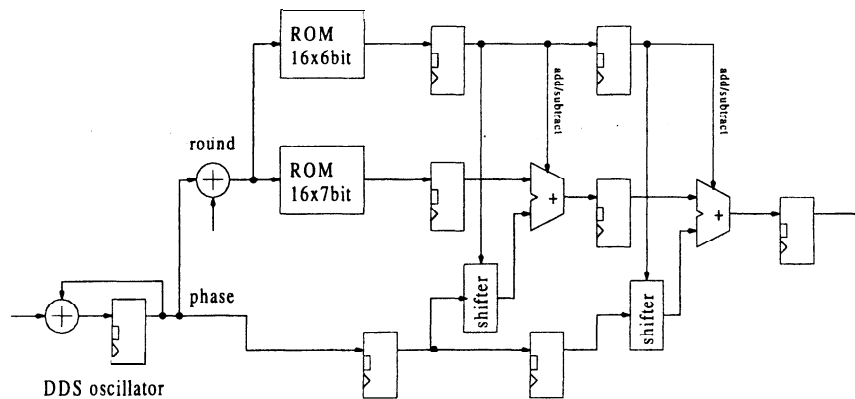 ROM
16x6bit
add/subtract
add/subtract
round
ROM
16x7bit
+
+
shifter
shifter
phase
DDS oscillator